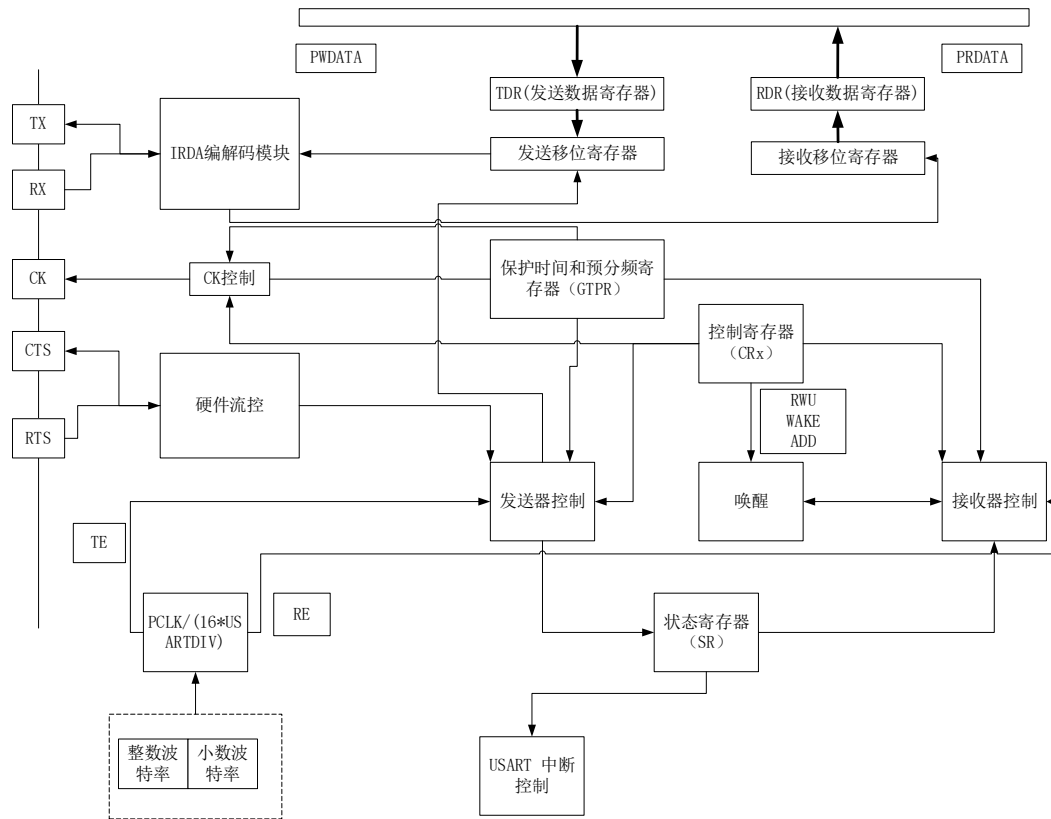 PWDATA
PRDATA
TDR(发送数据寄存器)
RDR(接收数据寄存器)
TX
IRDA编解码模块
发送移位寄存器
接收移位寄存器
RX
CK
CK控制
保护时间和预分频寄
存器（GTPR）
控制寄存器
（CRx）
CTS
硬件流控
RTS
RWU
WAKE
ADD
发送器控制
唤醒
接收器控制
TE
RE
PCLK/(16*US
ARTDIV)
状态寄存器
（SR）
整数波
特率
小数波
特率
USART 中断
控制